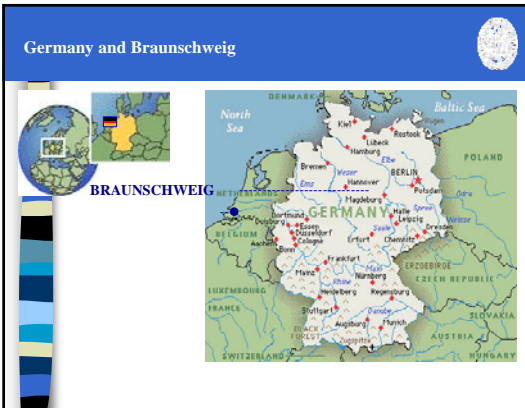 Germany and Braunschweig
BRAUNSCHWEIG
DENMARK
North
Sea
Baltic Sea
Kiel
Rostock
Rügen
Lübeck
Hamburg
Elbe
Bremen
POLAND
Weser
BERLIN
Ems
Hannover
Potsdam
Odra
NETHERLANDS
Magdeburg
Spree
Neisse
Dortmund
GERMANY
Halle
Leipzig
Duisburg
Essen
Dresden
BELGIUM
Düsseldorf
Saale
Aachen
Cologne
Erfurt
Chemnitz
Bonn
Frankfurt
ERZGEBIRGE
Mainz
Main
CZECH REPUBLIC
Rhine
Nürnberg
LUXEMBOURG
Heidelberg
Regensburg
FRANCE
Stuttgart
Danube
SLOVAKIA
Augsburg
Munich
BLACK
FOREST
AUSTRIA
Zugspitze
SWITZERLAND
HUNGARY